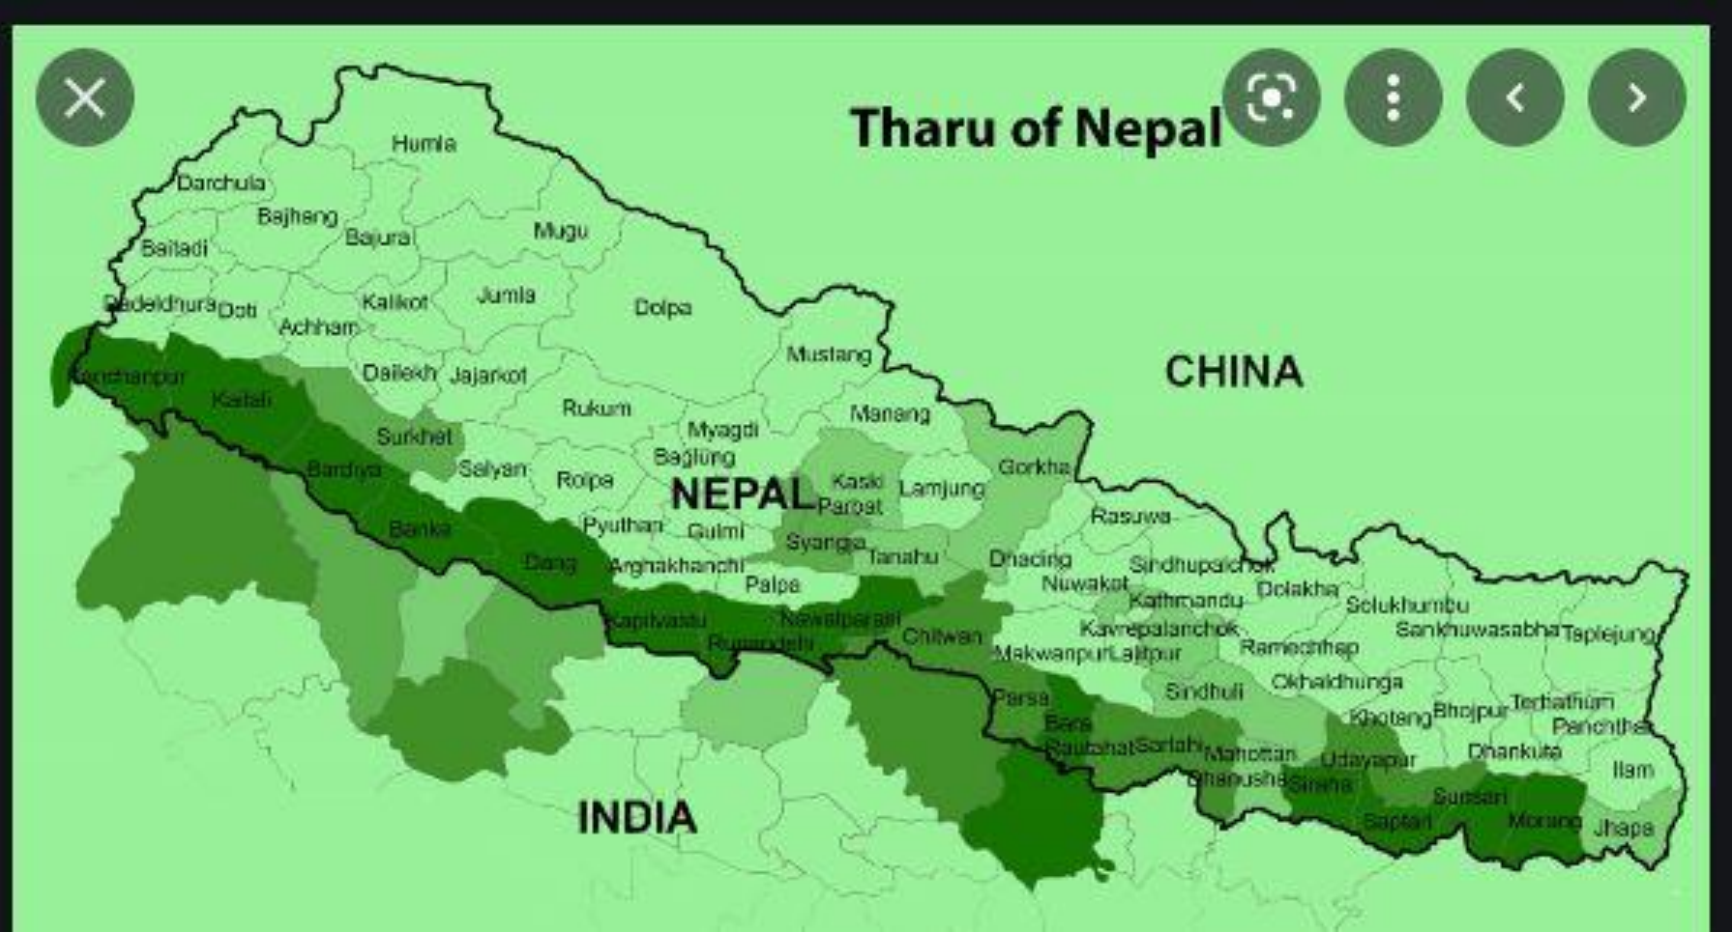 Tharu of Nepal
Humla
Darchula
Bajhang
Bajura
Mugu
Baitadi
Dadeldhura
Doti
Achham
Kalikot
Jumla
Dolpa
CHINA
Mustang
Kanchanpur
Kailali
Dailekh
Jajarkot
Rukum
Manang
Myagdi
Surkhet
Bardiya
Salyan
Rolpa
Baglung
NEPAL
Kaski
Parbat
Lamjung
Gorkha
Rasuwa
Banke
Pyuthan
Gulmi
Syangja
Tanahu
Dang
Arghakhanchi
Palpa
Dhading
Nuwakot
Sindhupalchok
Dolakha
Kathmandu
Solukhumbu
Kapilvastu
Nawalparasi
Rupandehi
Chitwan
Kavrepalanchok
Sankhuwasabha
Taplejung
Makwanpur
Lalitpur
Ramechhap
Parsa
Sindhuli
Okhaldhunga
Bara
Khotang
Bhojpur
Terhathum
Panchthar
Rautahat
Sarlahi
Mahottari
Udayapur
Dhankuta
Ilam
Dhanusha
Siraha
Sunsari
Saptari
Morang
Jhapa
INDIA